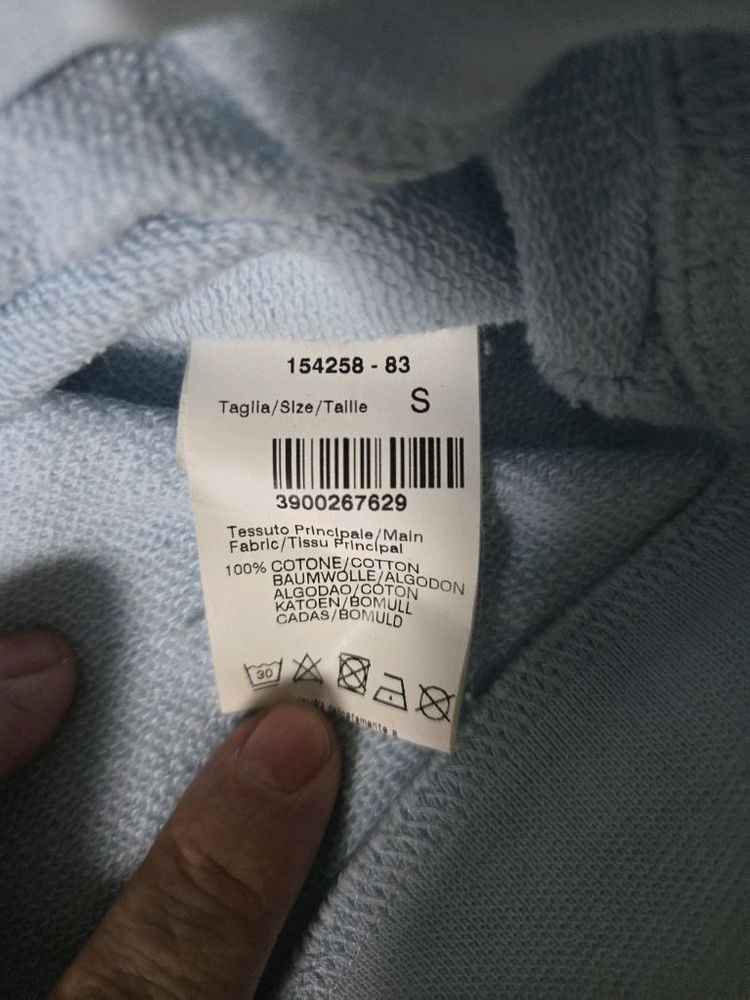 154258 - 83
Taglia/Size/Taille S
3900267629
Tessuto Principale/Main
Fabric/Tissu Principal
100% COTONE/COTTON
BAUMWOLLE/ALGODON
ALGODAO/COTON
KATOEN/BOMULL
CADAS/BOMULD
30
delicatamente a